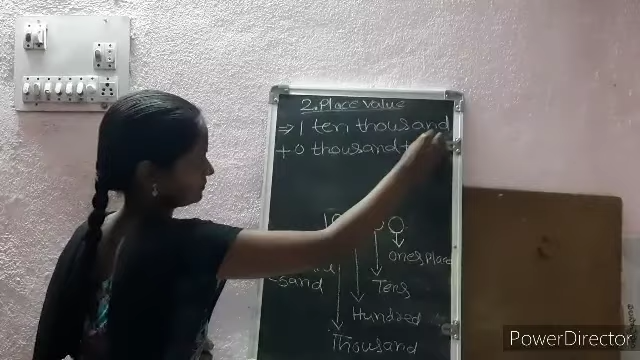 2. Place value
⇒ 1 ten thousand
+ 0 thousand +
ones place
sand
Tens
Hundred
Thousand
PowerDirector